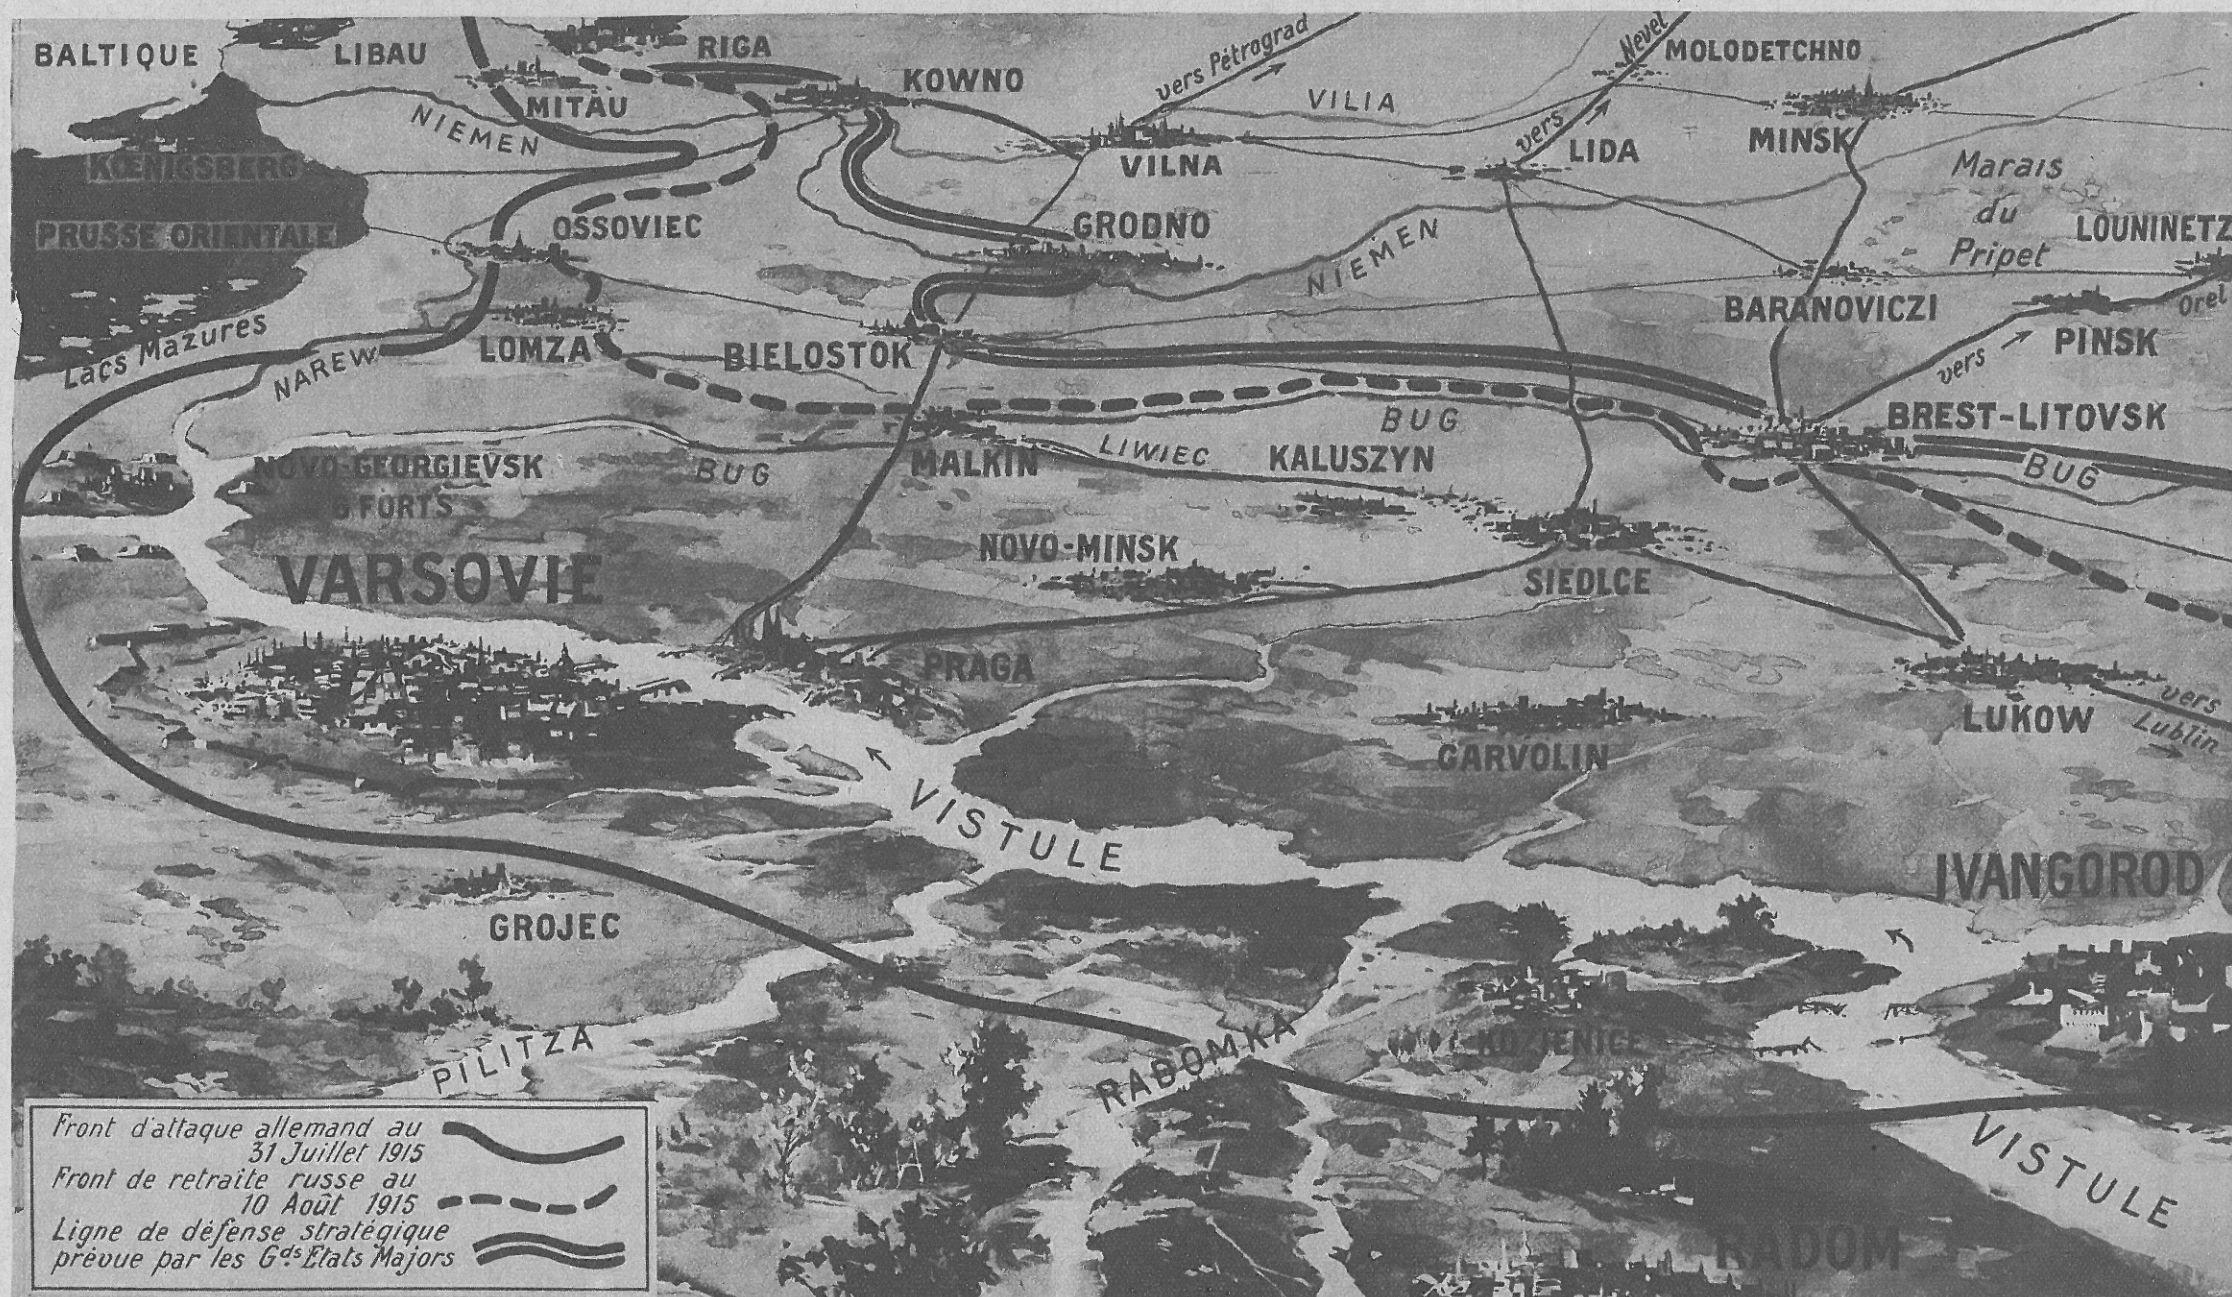 BALTIQUE
LIBAU
RIGA
KOWNO
vers Pétrograd
Nevel
MOLODETCHNO
MITAU
NIEMEN
VILIA
vers
MINSK
KŒNIGSBERG
VILNA
LIDA
Marais
du
Pripet
PRUSSE ORIENTALE
OSSOVIEC
GRODNO
NIEMEN
LOUNINETZ
BARANOVICZI
Orel
Lacs Mazures
NAREW
LOMZA
BIELOSTOK
vers
PINSK
BUG
BREST-LITOVSK
NOVO-GEORGIEVSK
6 FORTS
BUG
MALKIN
LIWIEC
KALUSZYN
BUG
VARSOVIE
NOVO-MINSK
SIEDLCE
PRAGA
GARVOLIN
LUKOW
vers
Lublin
VISTULE
IVANGOROD
GROJEC
PILITZA
RADOMKA
KOZIENICE
VISTULE
RADOM
Front d'attaque allemand au
31 Juillet 1915
Front de retraite russe au
10 Août 1915
Ligne de défense stratégique
prévue par les Gds. Etats Majors